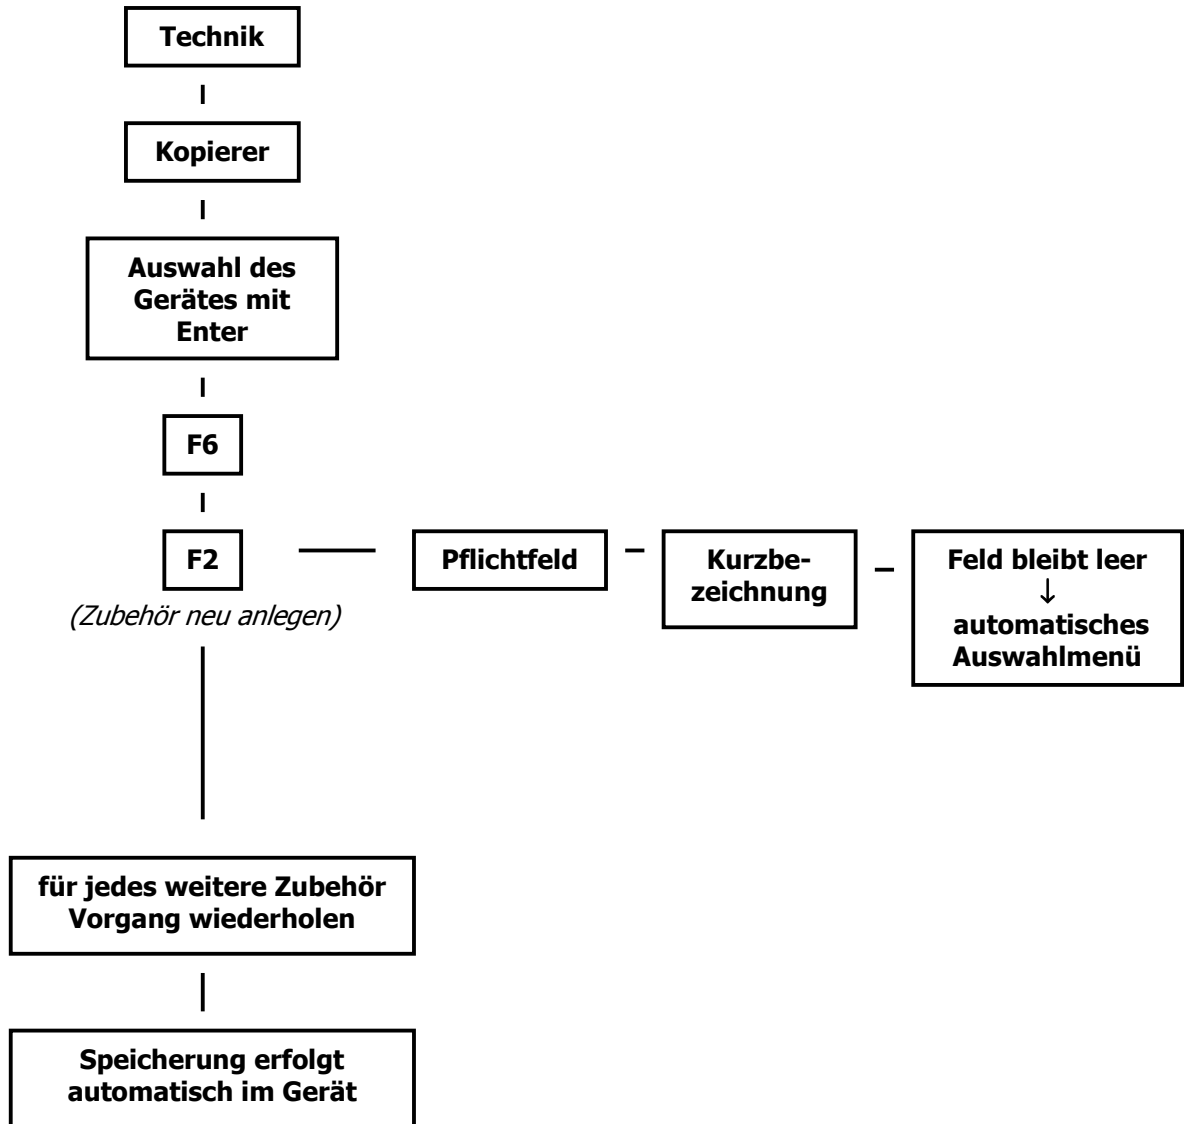 Technik
Kopierer
Auswahl des
Gerätes mit
Enter
F6
F2
(Zubehör neu anlegen)
Pflichtfeld
Kurzbe-
zeichnung
Feld bleibt leer
↓
automatisches
Auswahlmenü
für jedes weitere Zubehör
Vorgang wiederholen
Speicherung erfolgt
automatisch im Gerät